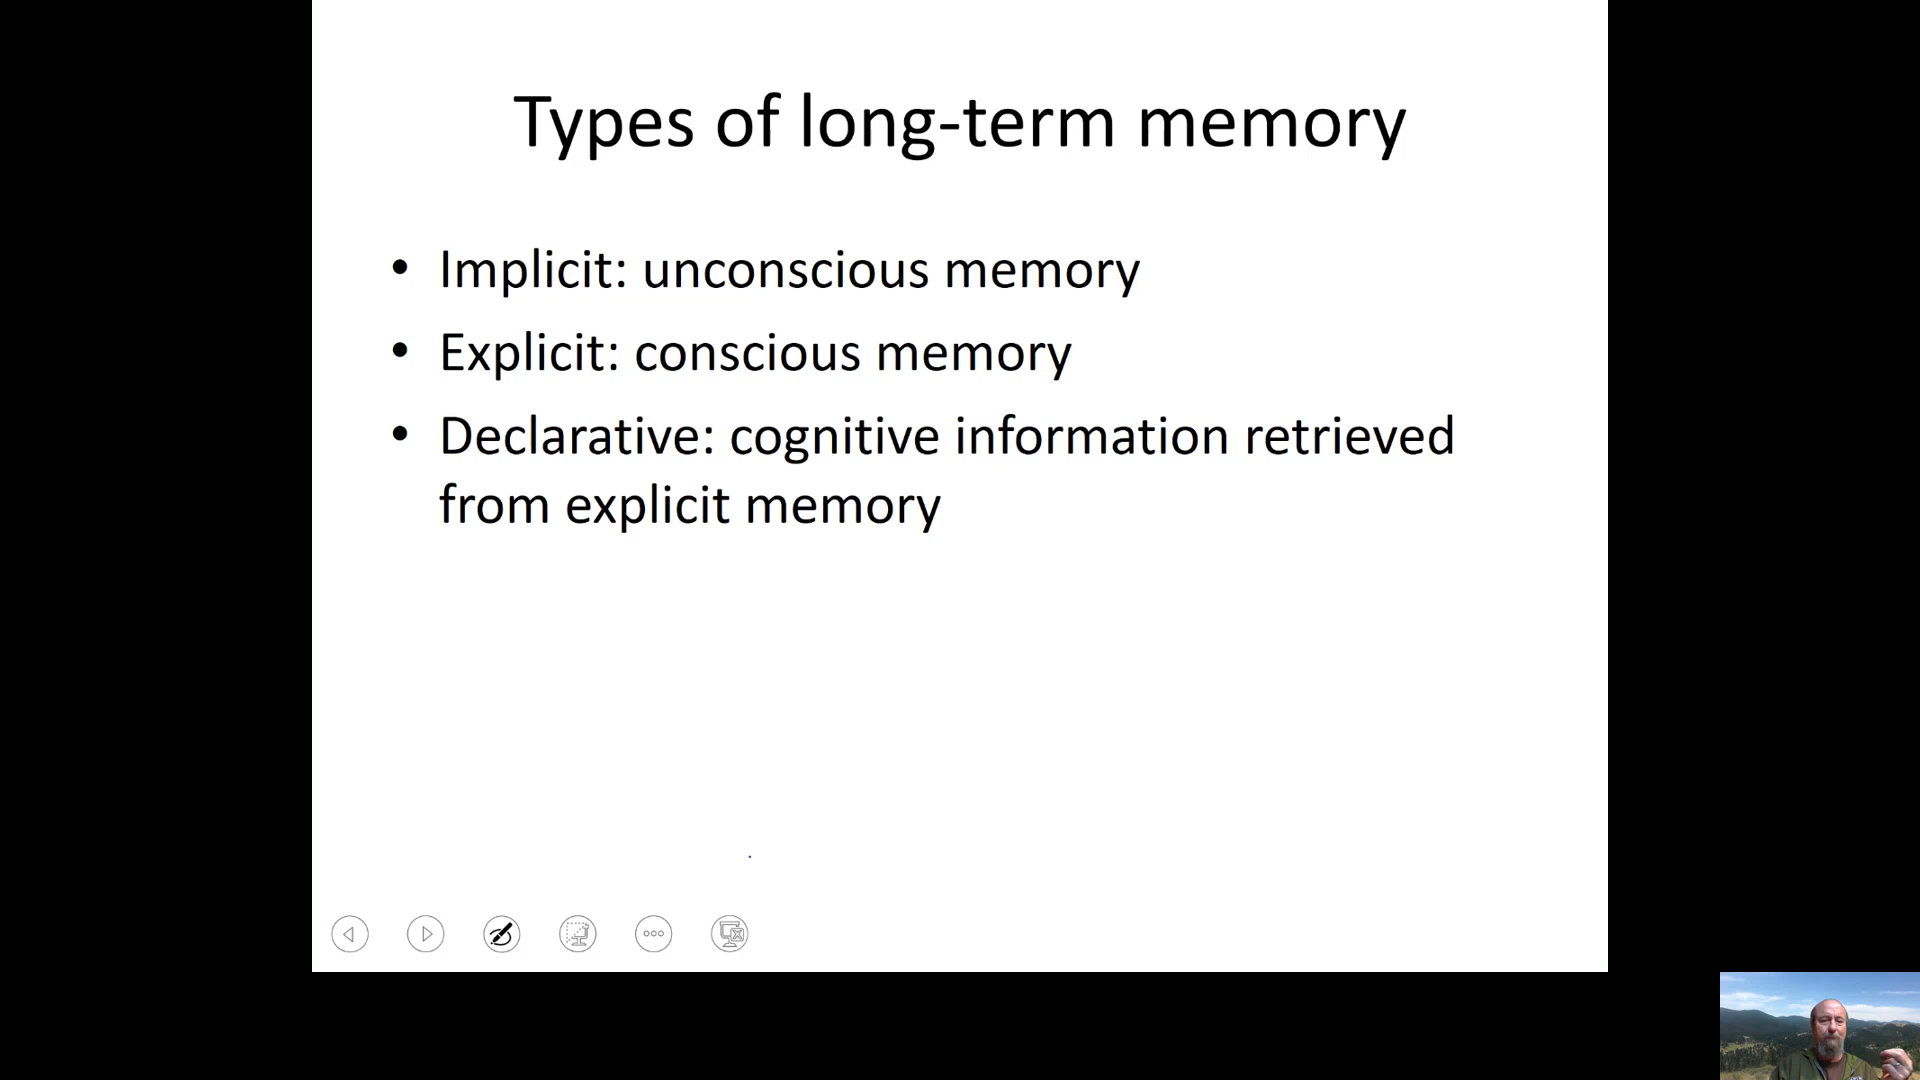 Types of long-term memory
• Implicit: unconscious memory
• Explicit: conscious memory
• Declarative: cognitive information retrieved
from explicit memory